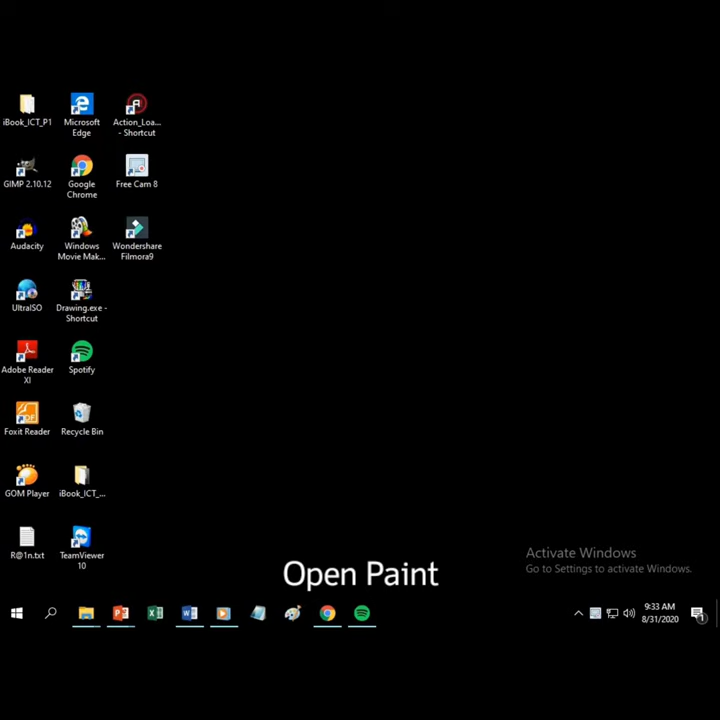 iBook_ICT_P1
Microsoft
Edge
Action_Loa...
- Shortcut
GIMP 2.10.12
Google
Chrome
Free Cam 8
Audacity
Windows
Movie Mak...
Wondershare
Filmora9
UltraISO
Drawing.exe -
Shortcut
Adobe Reader
XI
Spotify
Foxit Reader
Recycle Bin
GOM Player
iBook_ICT_...
R@1n.txt
TeamViewer
10
Open Paint
Activate Windows
Go to Settings to activate Windows.
9:33 AM
8/31/2020
1